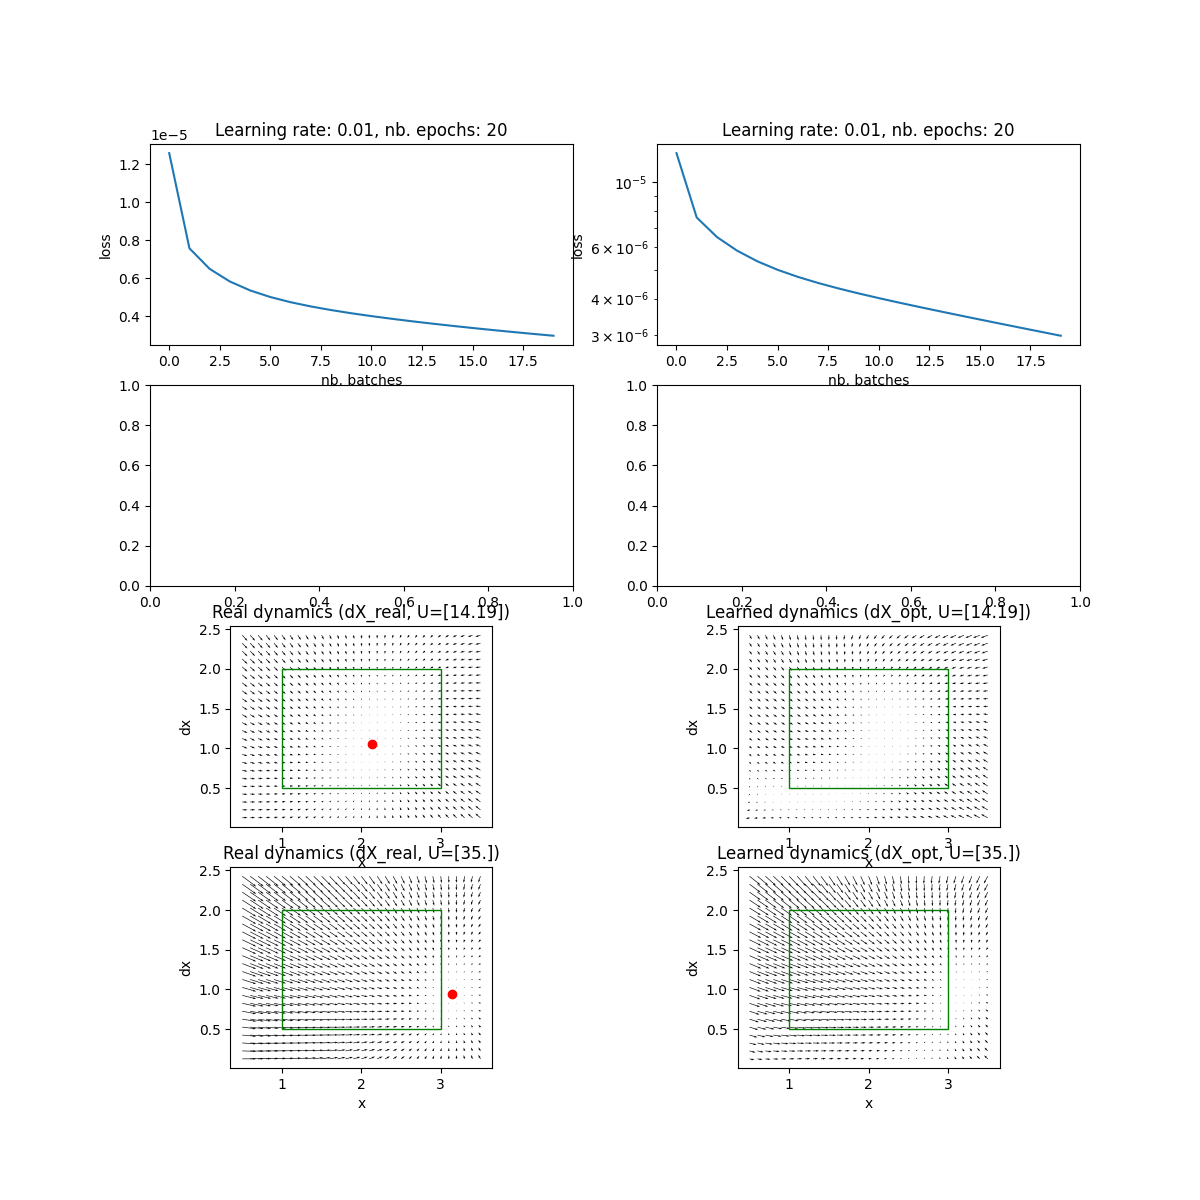 Learning rate: 0.01, nb. epochs: 20
1e−5
1.2
1.0
0.8
0.6
0.4
loss
0.0 2.5 5.0 7.5 10.0 12.5 15.0 17.5
nb. batches
Learning rate: 0.01, nb. epochs: 20
10⁻⁵
6 × 10⁻⁶
4 × 10⁻⁶
3 × 10⁻⁶
loss
0.0 2.5 5.0 7.5 10.0 12.5 15.0 17.5
nb. batches
1.0
0.8
0.6
0.4
0.2
0.0
0.0 0.2 0.4 0.6 0.8 1.0
1.0
0.8
0.6
0.4
0.2
0.0
0.0 0.2 0.4 0.6 0.8 1.0
Real dynamics (dX_real, U=[14.19])
2.5
2.0
1.5
1.0
0.5
dx
1 2 3
x
Learned dynamics (dX_opt, U=[14.19])
2.5
2.0
1.5
1.0
0.5
dx
1 2 3
x
Real dynamics (dX_real, U=[35.])
2.5
2.0
1.5
1.0
0.5
dx
1 2 3
x
Learned dynamics (dX_opt, U=[35.])
2.5
2.0
1.5
1.0
0.5
dx
1 2 3
x